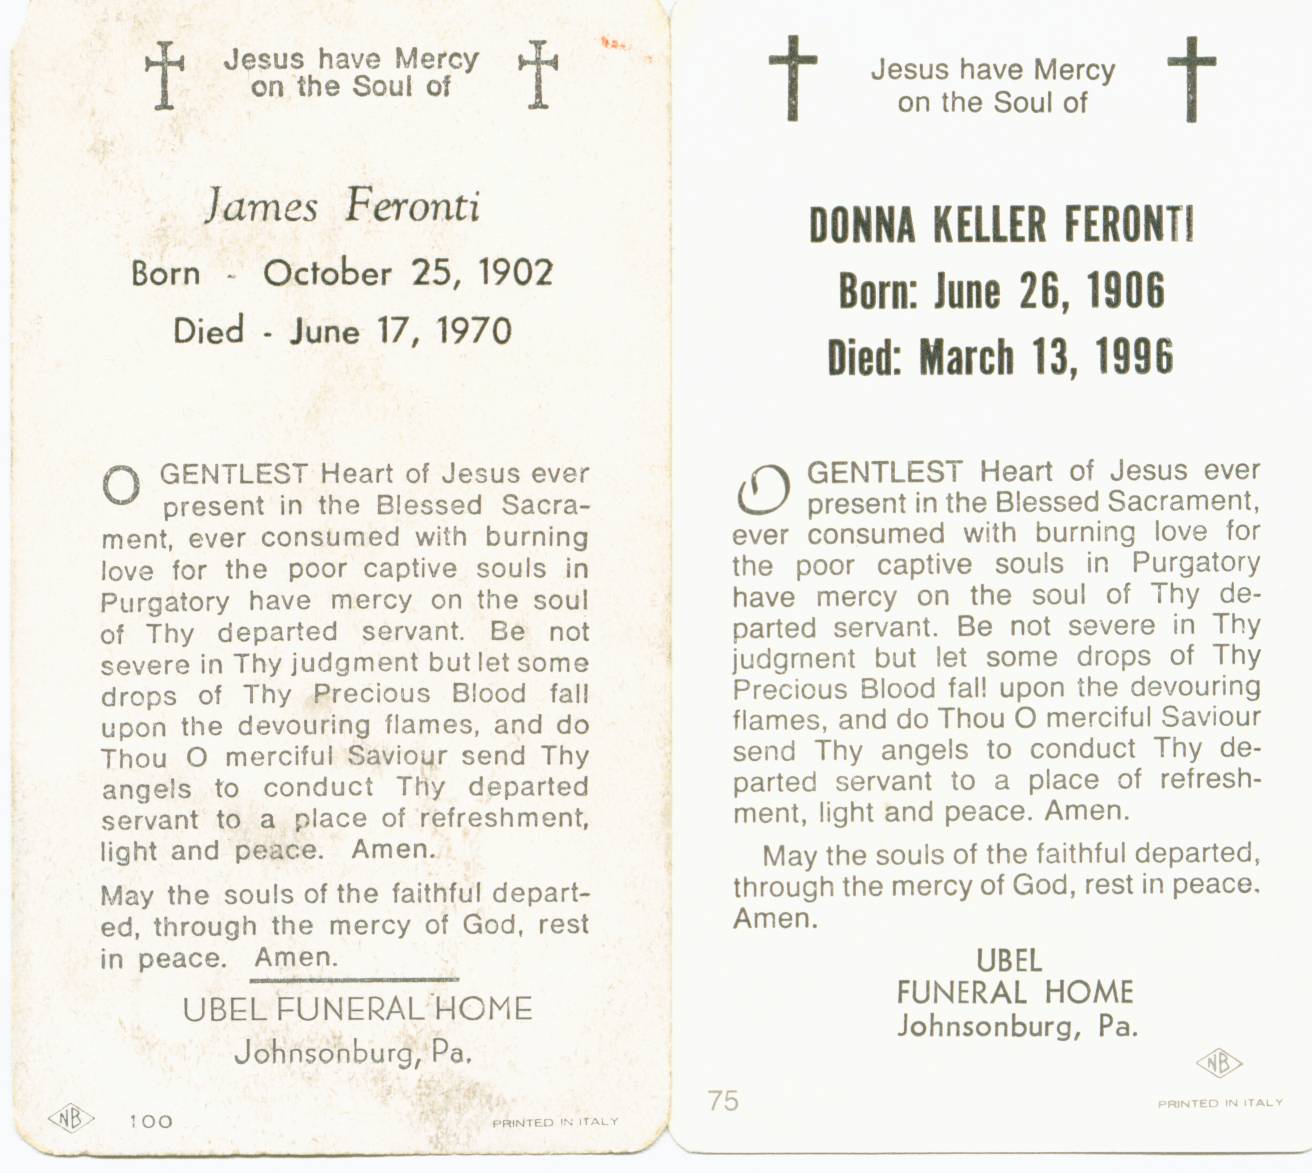 Jesus have Mercy
on the Soul of
James Feronti
Born - October 25, 1902
Died - June 17, 1970
O GENTLEST Heart of Jesus ever
present in the Blessed Sacra-
ment, ever consumed with burning
love for the poor captive souls in
Purgatory have mercy on the soul
of Thy departed servant. Be not
severe in Thy judgment but let some
drops of Thy Precious Blood fall
upon the devouring flames, and do
Thou O merciful Saviour send Thy
angels to conduct Thy departed
servant to a place of refreshment,
light and peace. Amen.
May the souls of the faithful depart-
ed, through the mercy of God, rest
in peace. Amen.
UBEL FUNERAL HOME
Johnsonburg, Pa.
NB 100 PRINTED IN ITALY
Jesus have Mercy
on the Soul of
DONNA KELLER FERONTI
Born: June 26, 1906
Died: March 13, 1996
O GENTLEST Heart of Jesus ever
present in the Blessed Sacrament,
ever consumed with burning love for
the poor captive souls in Purgatory
have mercy on the soul of Thy de-
parted servant. Be not severe in Thy
judgment but let some drops of Thy
Precious Blood fall upon the devouring
flames, and do Thou O merciful Saviour
send Thy angels to conduct Thy de-
parted servant to a place of refresh-
ment, light and peace. Amen.
May the souls of the faithful departed,
through the mercy of God, rest in peace.
Amen.
UBEL
FUNERAL HOME
Johnsonburg, Pa.
NB
75 PRINTED IN ITALY